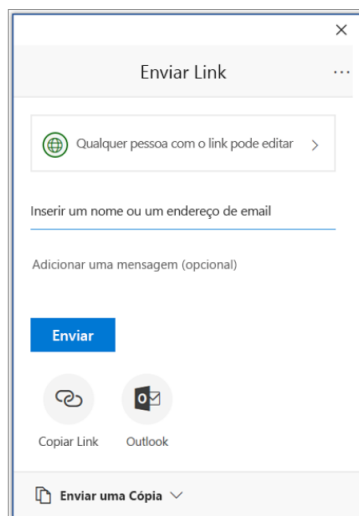 Enviar Link
Qualquer pessoa com o link pode editar
Inserir um nome ou um endereço de email
Adicionar uma mensagem (opcional)
Enviar
Copiar Link
Outlook
Enviar uma Cópia